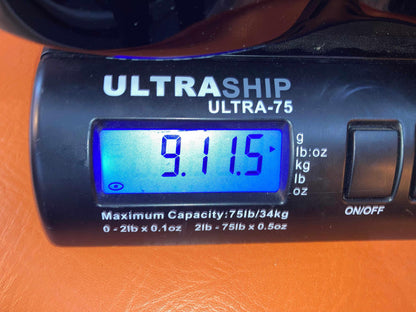 ULTRASHIP
ULTRA-75
9.11.5
g
lb:oz
kg
lb
oz
ON/OFF
Maximum Capacity:75lb/34kg
0 - 2lb x 0.1oz 2lb - 75lb x 0.5oz